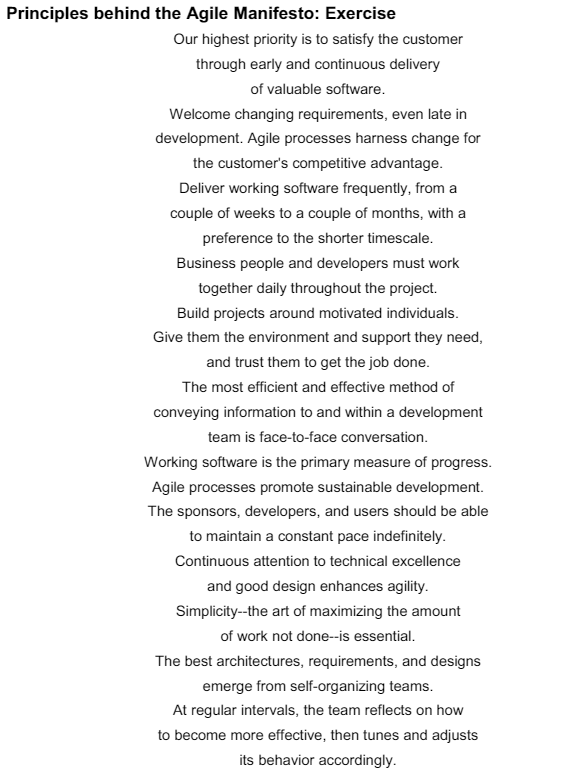 Principles behind the Agile Manifesto: Exercise
Our highest priority is to satisfy the customer
through early and continuous delivery
of valuable software.
Welcome changing requirements, even late in
development. Agile processes harness change for
the customer's competitive advantage.
Deliver working software frequently, from a
couple of weeks to a couple of months, with a
preference to the shorter timescale.
Business people and developers must work
together daily throughout the project.
Build projects around motivated individuals.
Give them the environment and support they need,
and trust them to get the job done.
The most efficient and effective method of
conveying information to and within a development
team is face-to-face conversation.
Working software is the primary measure of progress.
Agile processes promote sustainable development.
The sponsors, developers, and users should be able
to maintain a constant pace indefinitely.
Continuous attention to technical excellence
and good design enhances agility.
Simplicity--the art of maximizing the amount
of work not done--is essential.
The best architectures, requirements, and designs
emerge from self-organizing teams.
At regular intervals, the team reflects on how
to become more effective, then tunes and adjusts
its behavior accordingly.